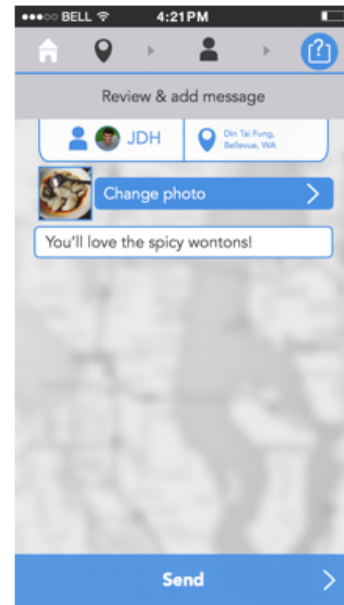 BELL 4:21PM
?
Review & add message
JDH
Din Tai Fung,
Bellevue, WA
Change photo
You'll love the spicy wontons!
Send